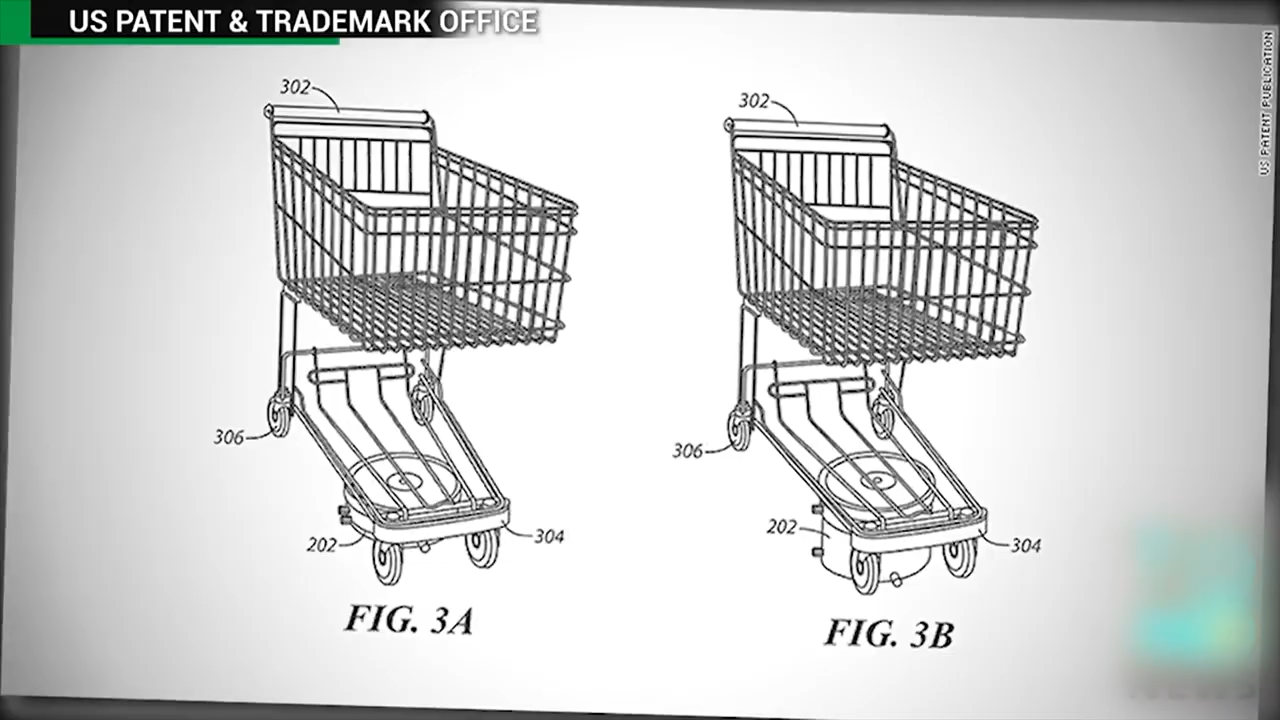 US PATENT & TRADEMARK OFFICE
US PATENT PUBLICATION
302
306
202
304
FIG. 3A
302
306
202
304
FIG. 3B
NEWS